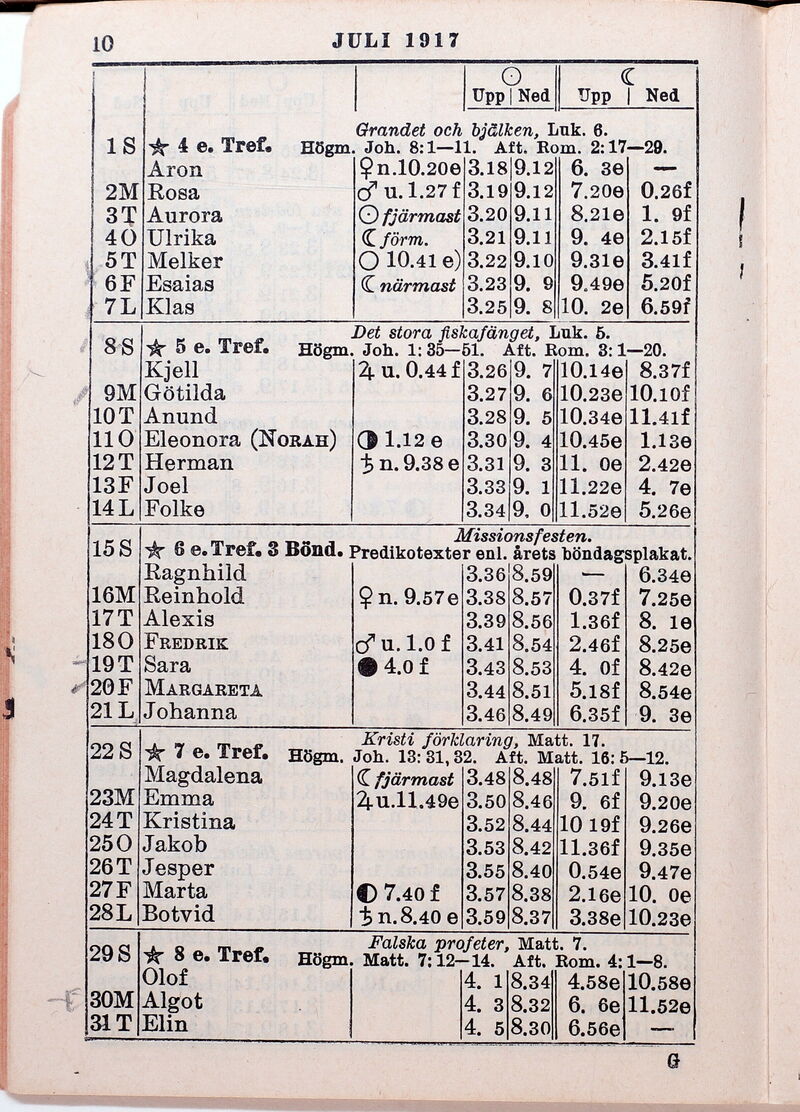 10 JULI 1917
☉ ☾
Upp | Ned Upp | Ned
Grandet och bjälken, Luk. 6.
1 S ☆ 4 e. Tref. Högm. Joh. 8: 1—11. Aft. Rom. 2: 17—29.
Aron ♀ n. 10.20 e 3.18 9.12 6. 3e —
2 M Rosa ♂ u. 1.27 f 3.19 9.12 7.20e 0.26f
3 T Aurora ☉ fjärmast 3.20 9.11 8.21e 1. 9f
4 O Ulrika ☾ förm. 3.21 9.11 9. 4e 2.15f
5 T Melker ○ 10.41 e) 3.22 9.10 9.31e 3.41f
6 F Esaias ☾ närmast 3.23 9. 9 9.49e 5.20f
7 L Klas 3.25 9. 8 10. 2e 6.59f
Det stora fiskafänget, Luk. 5.
8 S ☆ 5 e. Tref. Högm. Joh. 1: 35—51. Aft. Rom. 3: 1—20.
Kjell ♃ u. 0.44 f 3.26 9. 7 10.14e 8.37f
9 M Götilda 3.27 9. 6 10.23e 10.10f
10 T Anund 3.28 9. 5 10.34e 11.41f
11 O Eleonora (NORAH) ◑ 1.12 e 3.30 9. 4 10.45e 1.13e
12 T Herman ♄ n. 9.38 e 3.31 9. 3 11. 0e 2.42e
13 F Joel 3.33 9. 1 11.22e 4. 7e
14 L Folke 3.34 9. 0 11.52e 5.26e
Missionsfesten.
15 S ☆ 6 e. Tref. 3 Bönd. Predikotexter enl. årets böndagsplakat.
Ragnhild 3.36 8.59 — 6.34e
16 M Reinhold ♀ n. 9.57 e 3.38 8.57 0.37f 7.25e
17 T Alexis 3.39 8.56 1.36f 8. 1e
18 O FREDRIK ♂ u. 1.0 f 3.41 8.54 2.46f 8.25e
19 T Sara ● 4.0 f 3.43 8.53 4. 0f 8.42e
20 F MARGARETA 3.44 8.51 5.18f 8.54e
21 L Johanna 3.46 8.49 6.35f 9. 3e
Kristi förklaring, Matt. 17.
22 S ☆ 7 e. Tref. Högm. Joh. 13: 31, 32. Aft. Matt. 16: 5—12.
Magdalena ☾ fjärmast 3.48 8.48 7.51f 9.13e
23 M Emma ♃ u. 11.49e 3.50 8.46 9. 6f 9.20e
24 T Kristina 3.52 8.44 10 19f 9.26e
25 O Jakob 3.53 8.42 11.36f 9.35e
26 T Jesper 3.55 8.40 0.54e 9.47e
27 F Marta ◐ 7.40 f 3.57 8.38 2.16e 10. 0e
28 L Botvid ♄ n. 8.40 e 3.59 8.37 3.38e 10.23e
Falska profeter, Matt. 7.
29 S ☆ 8 e. Tref. Högm. Matt. 7: 12—14. Aft. Rom. 4: 1—8.
Olof 4. 1 8.34 4.58e 10.58e
30 M Algot 4. 3 8.32 6. 6e 11.52e
31 T Elin 4. 5 8.30 6.56e —
G